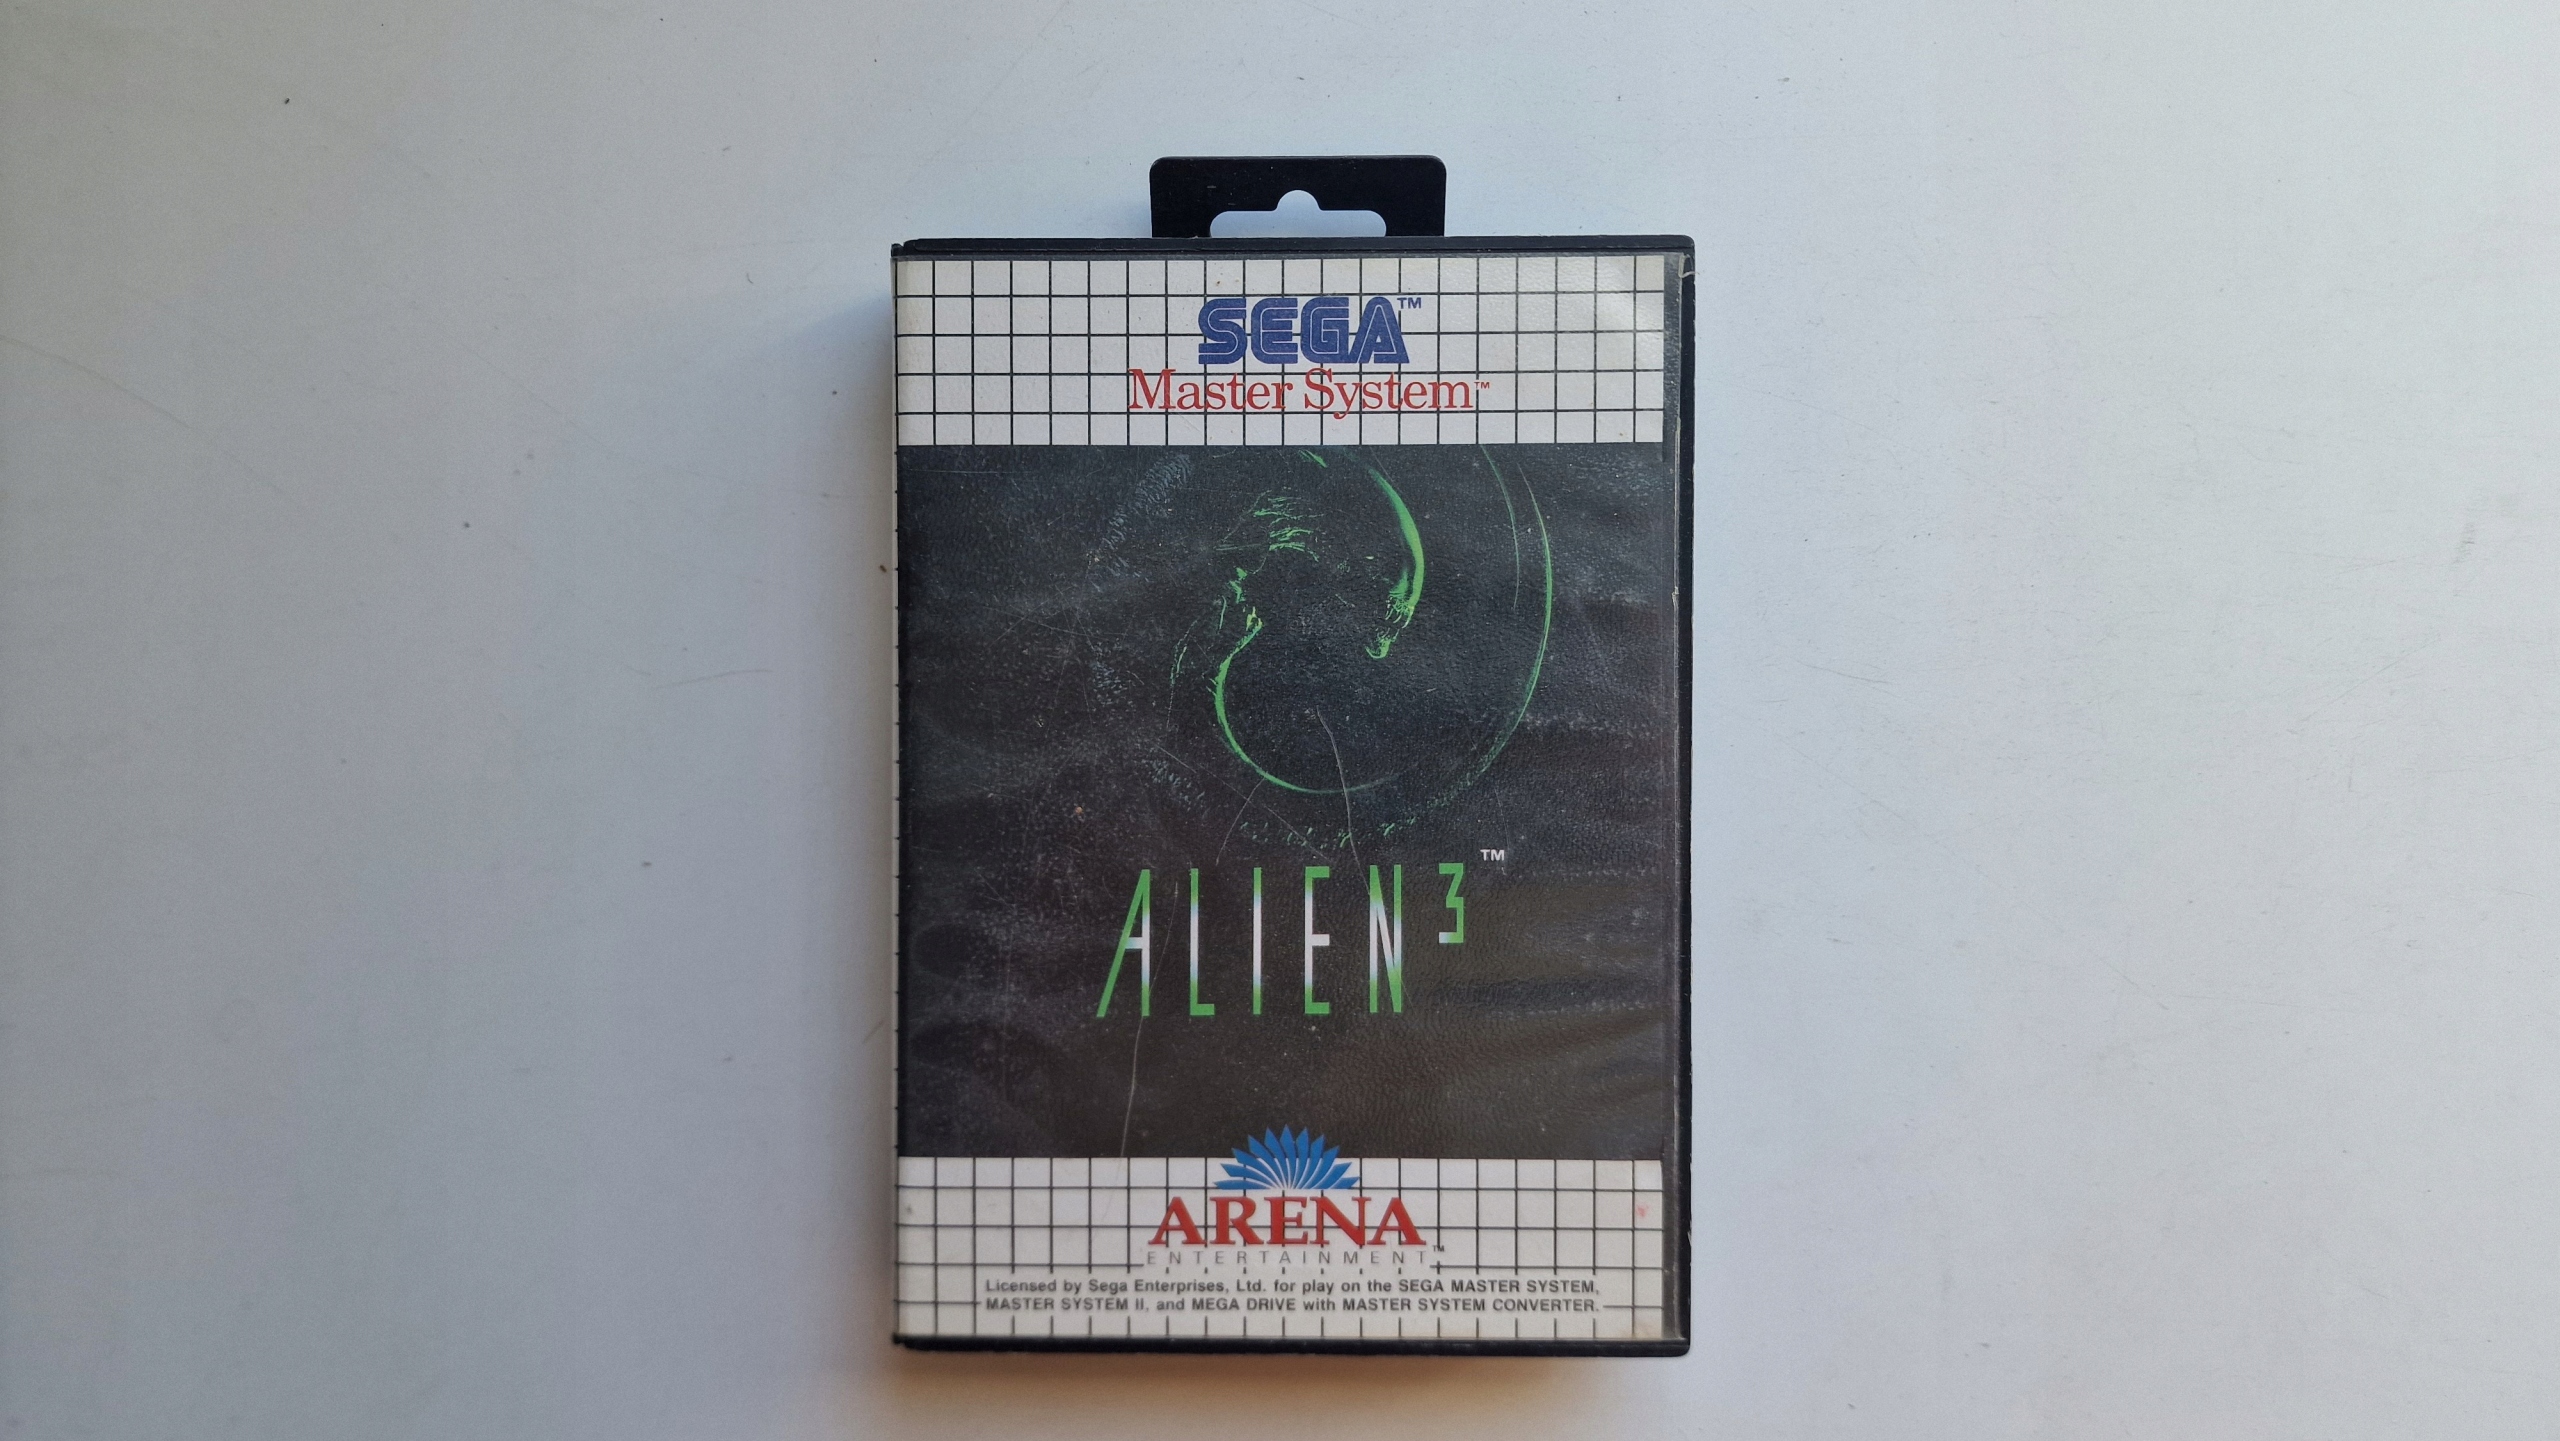 SEGA™
Master System™
ALIEN³™
ARENA
ENTERTAINMENT™
Licensed by Sega Enterprises, Ltd. for play on the SEGA MASTER SYSTEM,
MASTER SYSTEM II, and MEGA DRIVE with MASTER SYSTEM CONVERTER.